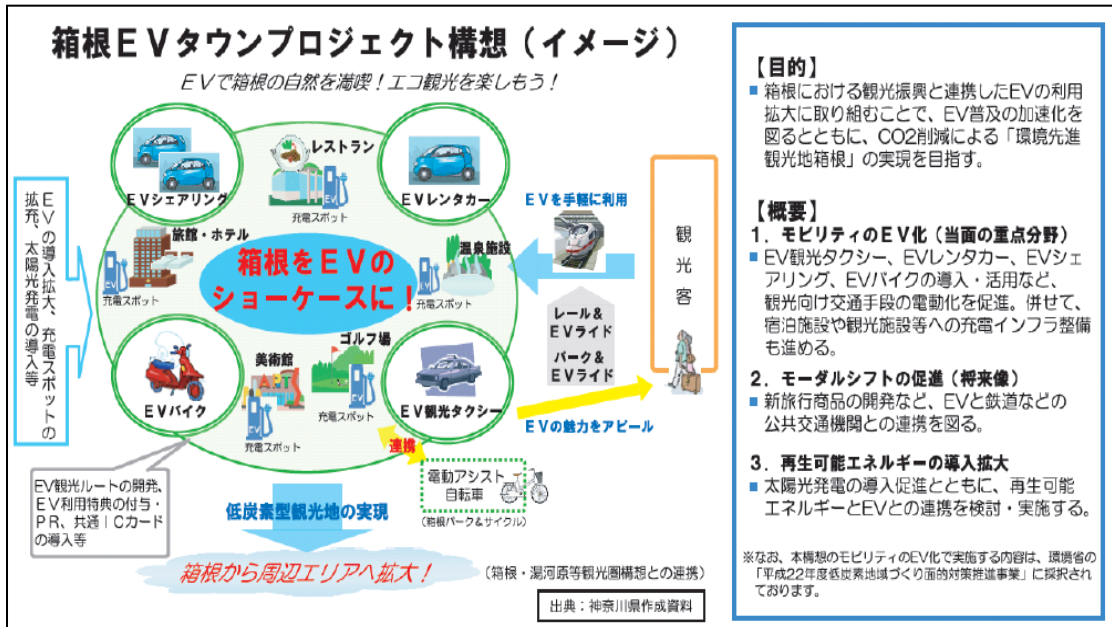 箱根EVタウンプロジェクト構想（イメージ）
EVで箱根の自然を満喫！エコ観光を楽しもう！
EVシェアリング
レストラン
充電スポット
EVレンタカー
旅館・ホテル
充電スポット
箱根をEVの
ショーケースに！
温泉施設
充電スポット
EVバイク
美術館
充電スポット
ゴルフ場
充電スポット
EV観光タクシー
EVの導入拡大、充電スポットの
拡充、太陽光発電の導入等
EV観光ルートの開発、
EV利用特典の付与・
PR、共通ICカード
の導入等
EVを手軽に利用
レール＆
EVライド
パーク＆
EVライド
観光客
EVの魅力をアピール
連携
電動アシスト
自転車
（箱根パーク＆サイクル）
低炭素型観光地の実現
箱根から周辺エリアへ拡大！
（箱根・湯河原等観光圏構想との連携）
出典：神奈川県作成資料
【目的】
■ 箱根における観光振興と連携したEVの利用
拡大に取り組むことで、EV普及の加速化を
図るとともに、CO2削減による「環境先進
観光地箱根」の実現を目指す。
【概要】
1．モビリティのEV化（当面の重点分野）
■ EV観光タクシー、EVレンタカー、EVシェ
アリング、EVバイクの導入・活用など、
観光向け交通手段の電動化を促進。併せて、
宿泊施設や観光施設等への充電インフラ整備
も進める。
2．モーダルシフトの促進（将来像）
■ 新旅行商品の開発など、EVと鉄道などの
公共交通機関との連携を図る。
3．再生可能エネルギーの導入拡大
■ 太陽光発電の導入促進とともに、再生可能
エネルギーとEVとの連携を検討・実施する。
※なお、本構想のモビリティのEV化で実施する内容は、環境省の
「平成22年度低炭素地域づくり面的対策推進事業」に採択され
ております。